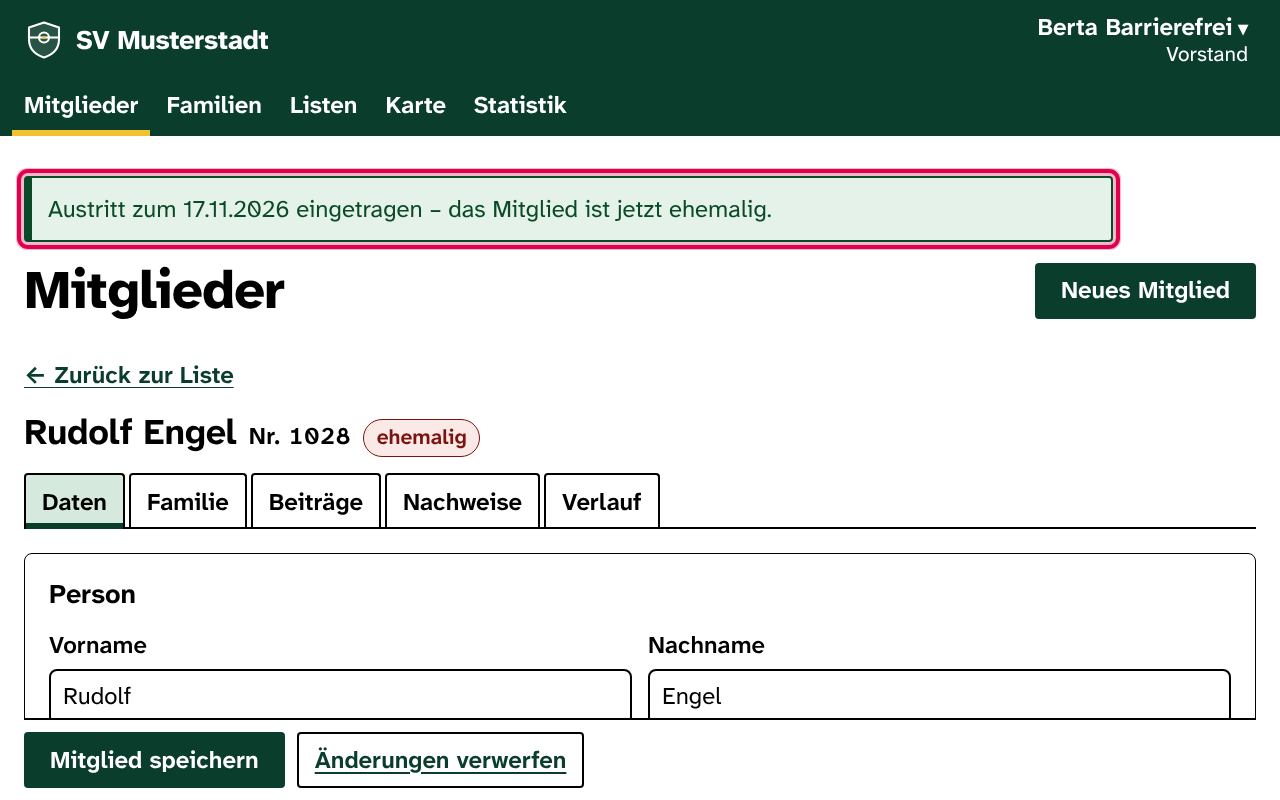 SV Musterstadt
Berta Barrierefrei ▾
Vorstand
Mitglieder Familien Listen Karte Statistik
Austritt zum 17.11.2026 eingetragen – das Mitglied ist jetzt ehemalig.
Mitglieder
Neues Mitglied
← Zurück zur Liste
Rudolf Engel Nr. 1028 ehemalig
Daten Familie Beiträge Nachweise Verlauf
Person
Vorname Nachname
Rudolf Engel
Mitglied speichern Änderungen verwerfen